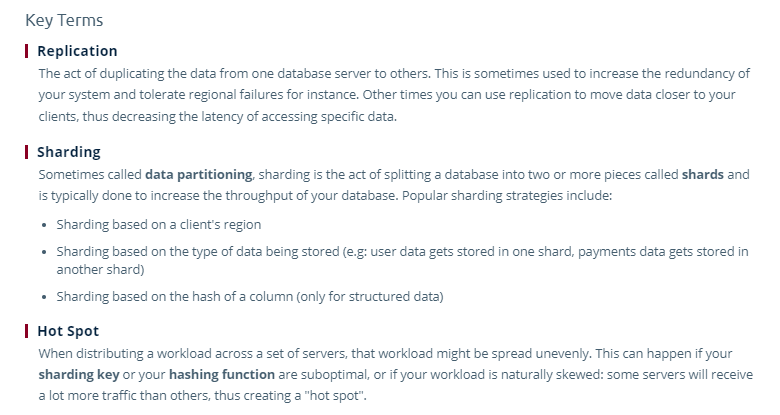 Key Terms
Replication
The act of duplicating the data from one database server to others. This is sometimes used to increase the redundancy of
your system and tolerate regional failures for instance. Other times you can use replication to move data closer to your
clients, thus decreasing the latency of accessing specific data.
Sharding
Sometimes called data partitioning, sharding is the act of splitting a database into two or more pieces called shards and
is typically done to increase the throughput of your database. Popular sharding strategies include:
• Sharding based on a client's region
• Sharding based on the type of data being stored (e.g: user data gets stored in one shard, payments data gets stored in
another shard)
• Sharding based on the hash of a column (only for structured data)
Hot Spot
When distributing a workload across a set of servers, that workload might be spread unevenly. This can happen if your
sharding key or your hashing function are suboptimal, or if your workload is naturally skewed: some servers will receive
a lot more traffic than others, thus creating a "hot spot".